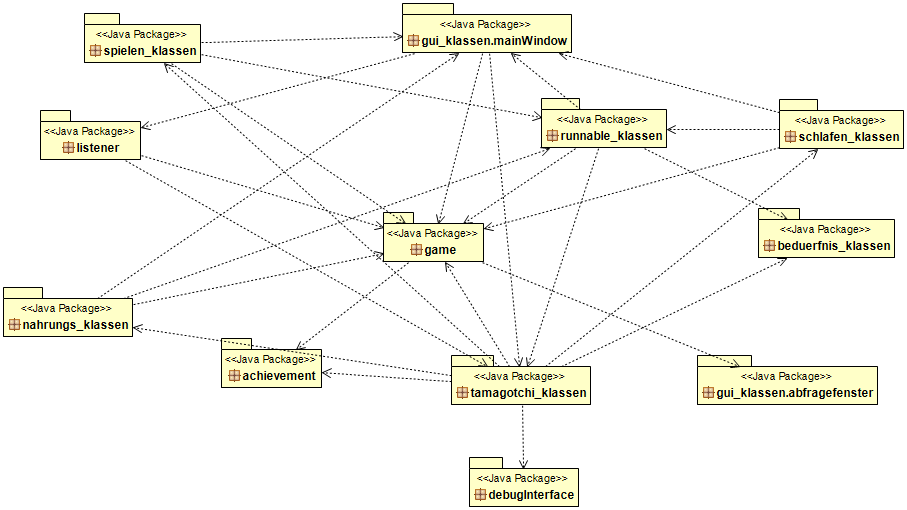 <<Java Package>>
spielen_klassen
<<Java Package>>
gui_klassen.mainWindow
<<Java Package>>
listener
<<Java Package>>
runnable_klassen
<<Java Package>>
schlafen_klassen
<<Java Package>>
game
<<Java Package>>
beduerfnis_klassen
<<Java Package>>
nahrungs_klassen
<<Java Package>>
achievement
<<Java Package>>
tamagotchi_klassen
<<Java Package>>
gui_klassen.abfragefenster
<<Java Package>>
debugInterface